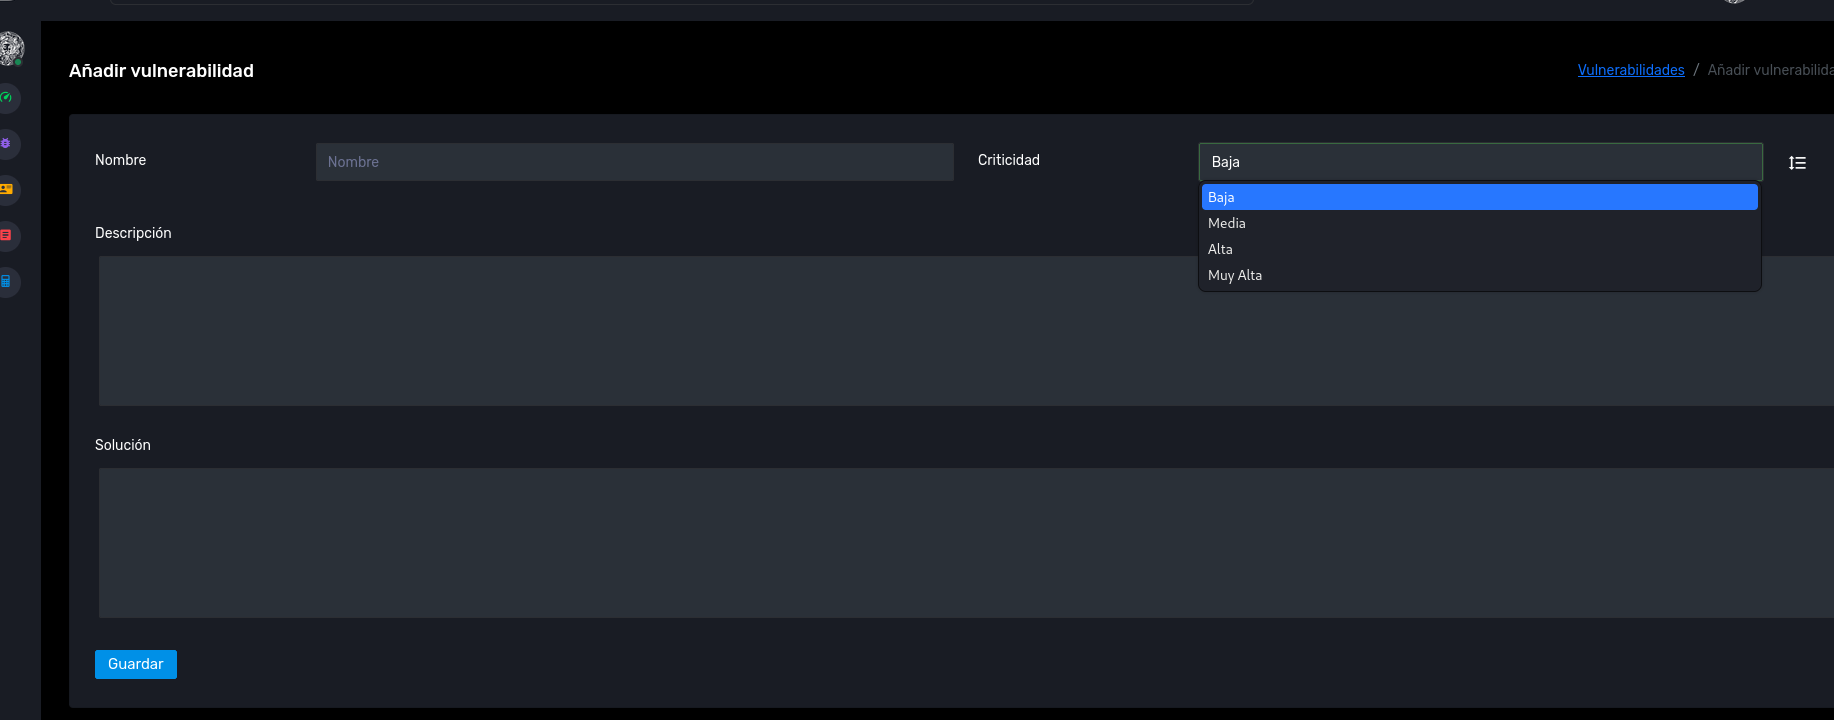 Añadir vulnerabilidad
Vulnerabilidades / Añadir vulnerabilida
Nombre
Nombre
Criticidad
Baja
Baja
Media
Alta
Muy Alta
Descripción
Solución
Guardar